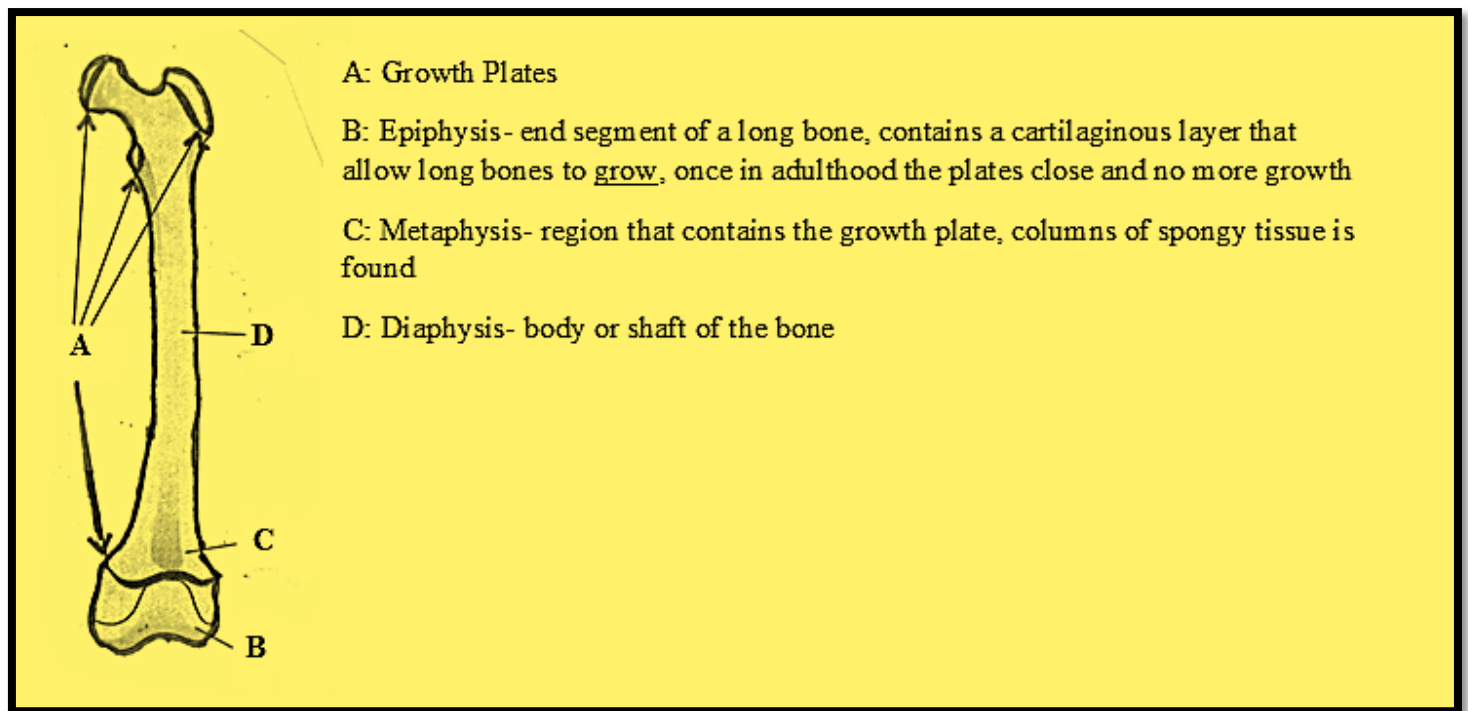 A: Growth Plates
B: Epiphysis- end segment of a long bone, contains a cartilaginous layer that
allow long bones to grow, once in adulthood the plates close and no more growth
C: Metaphysis- region that contains the growth plate, columns of spongy tissue is
found
D: Diaphysis- body or shaft of the bone
A
D
C
B